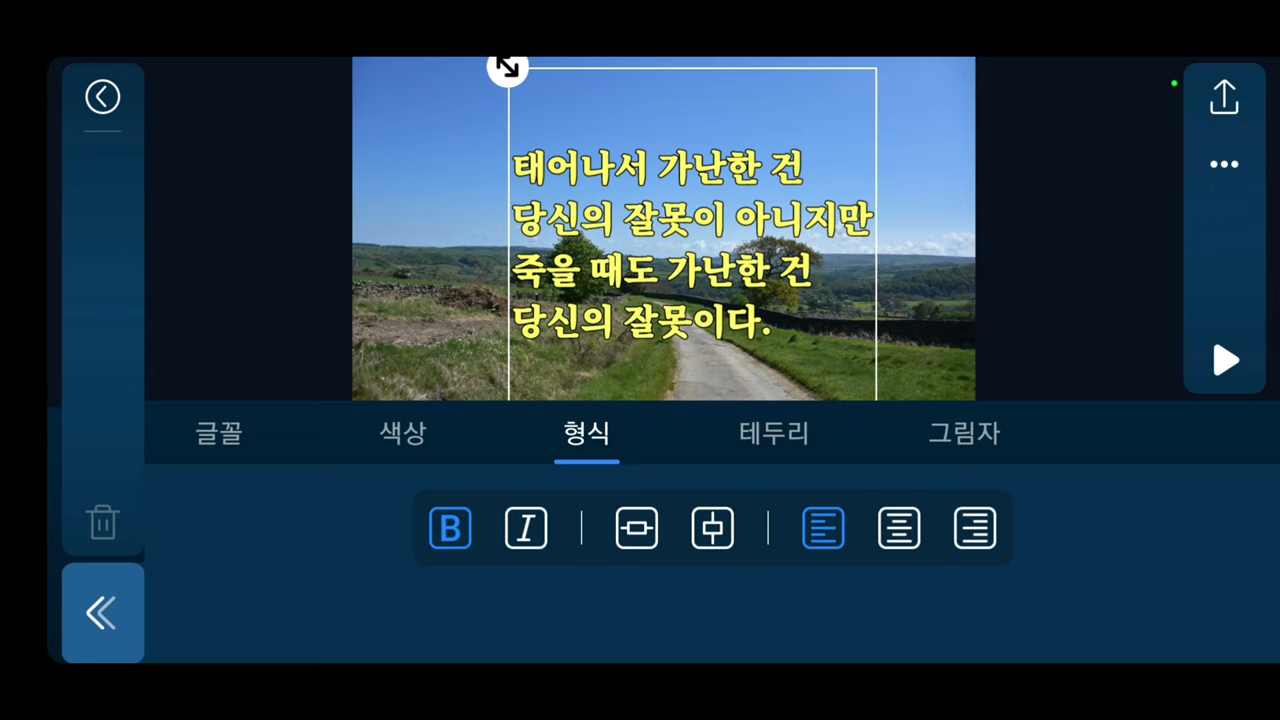 태어나서 가난한 건
당신의 잘못이 아니지만
죽을 때도 가난한 건
당신의 잘못이다.
글꼴 색상 형식 테두리 그림자
B I